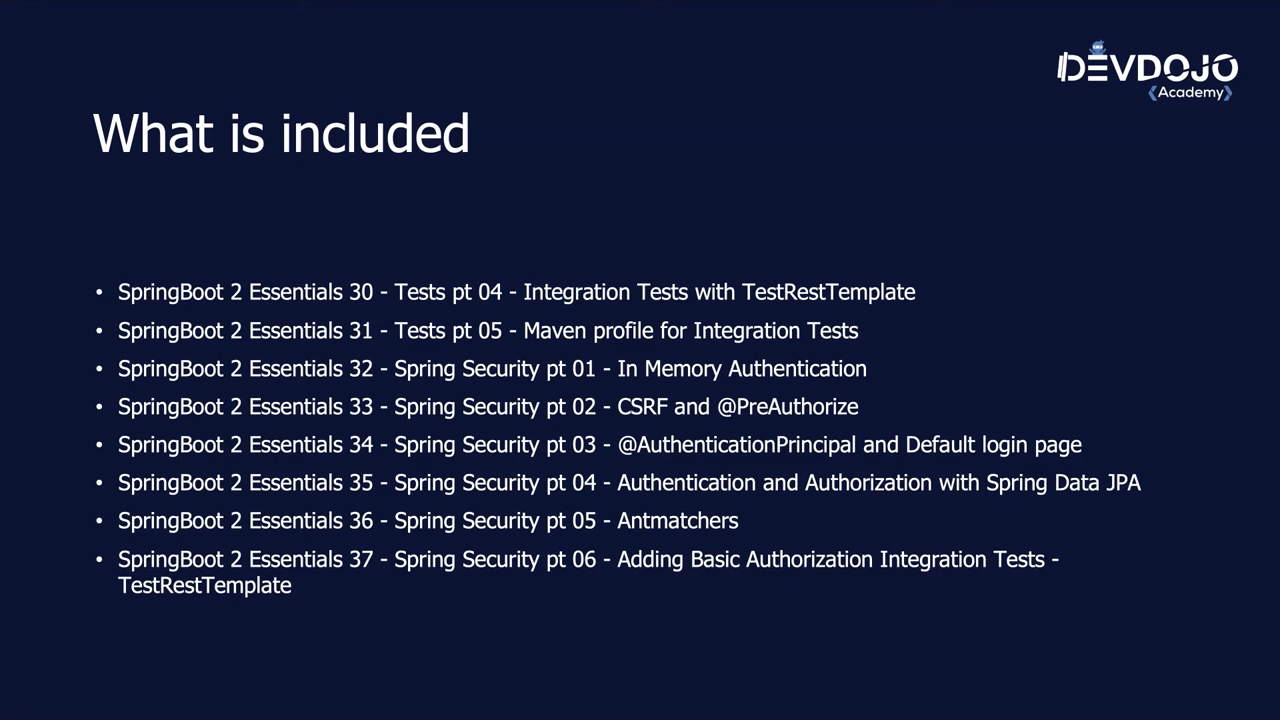 DEVDOJO
Academy
What is included
• SpringBoot 2 Essentials 30 - Tests pt 04 - Integration Tests with TestRestTemplate
• SpringBoot 2 Essentials 31 - Tests pt 05 - Maven profile for Integration Tests
• SpringBoot 2 Essentials 32 - Spring Security pt 01 - In Memory Authentication
• SpringBoot 2 Essentials 33 - Spring Security pt 02 - CSRF and @PreAuthorize
• SpringBoot 2 Essentials 34 - Spring Security pt 03 - @AuthenticationPrincipal and Default login page
• SpringBoot 2 Essentials 35 - Spring Security pt 04 - Authentication and Authorization with Spring Data JPA
• SpringBoot 2 Essentials 36 - Spring Security pt 05 - Antmatchers
• SpringBoot 2 Essentials 37 - Spring Security pt 06 - Adding Basic Authorization Integration Tests -
TestRestTemplate